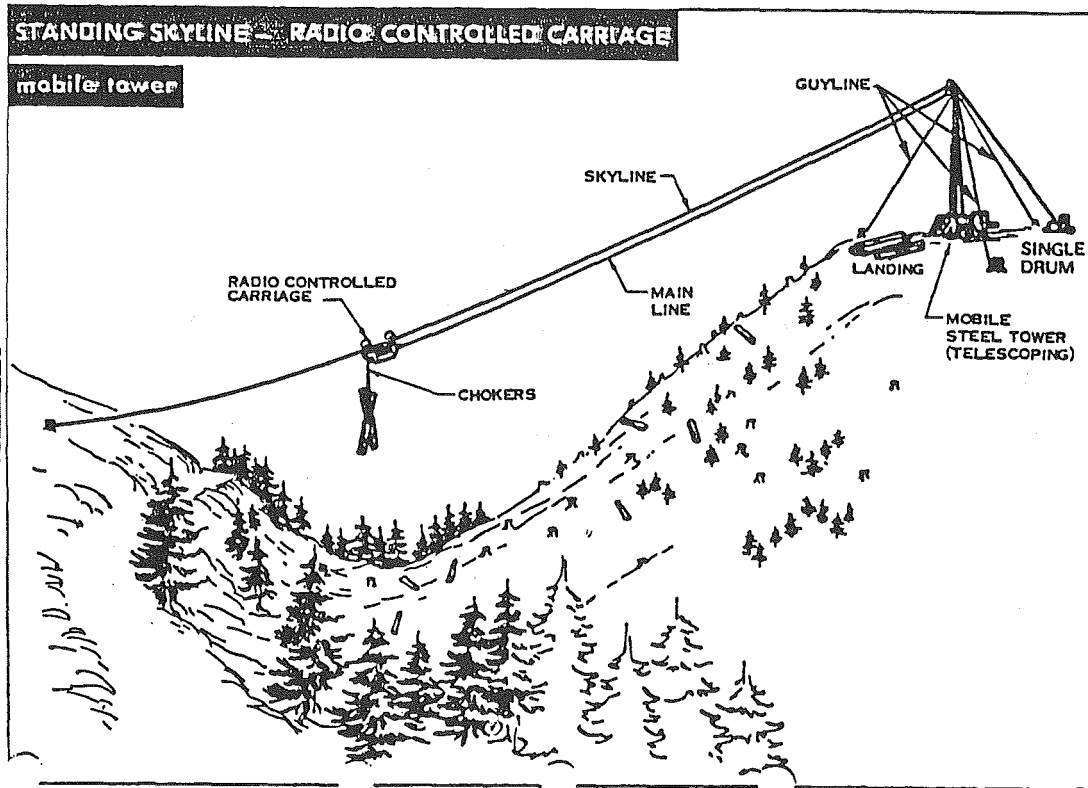 STANDING SKYLINE – RADIO CONTROLLED CARRIAGE
mobile tower
GUYLINE
SKYLINE
RADIO CONTROLLED
CARRIAGE
MAIN
LINE
CHOKERS
LANDING
SINGLE
DRUM
MOBILE
STEEL TOWER
(TELESCOPING)